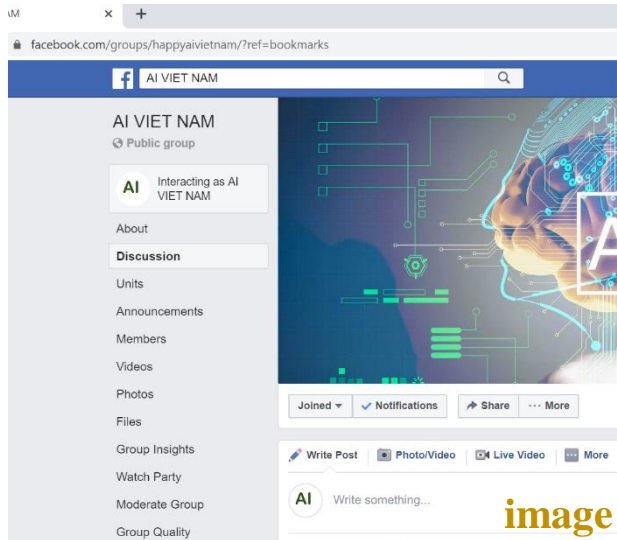 AM × +
facebook.com/groups/happyaivietnam/?ref=bookmarks
f AI VIET NAM
AI VIET NAM
Public group
AI Interacting as AI
VIET NAM
About
Discussion
Units
Announcements
Members
Videos
Photos
Files
Group Insights
Watch Party
Moderate Group
Group Quality
A
Joined Notifications Share ··· More
Write Post Photo/Video Live Video More
AI Write something...
image